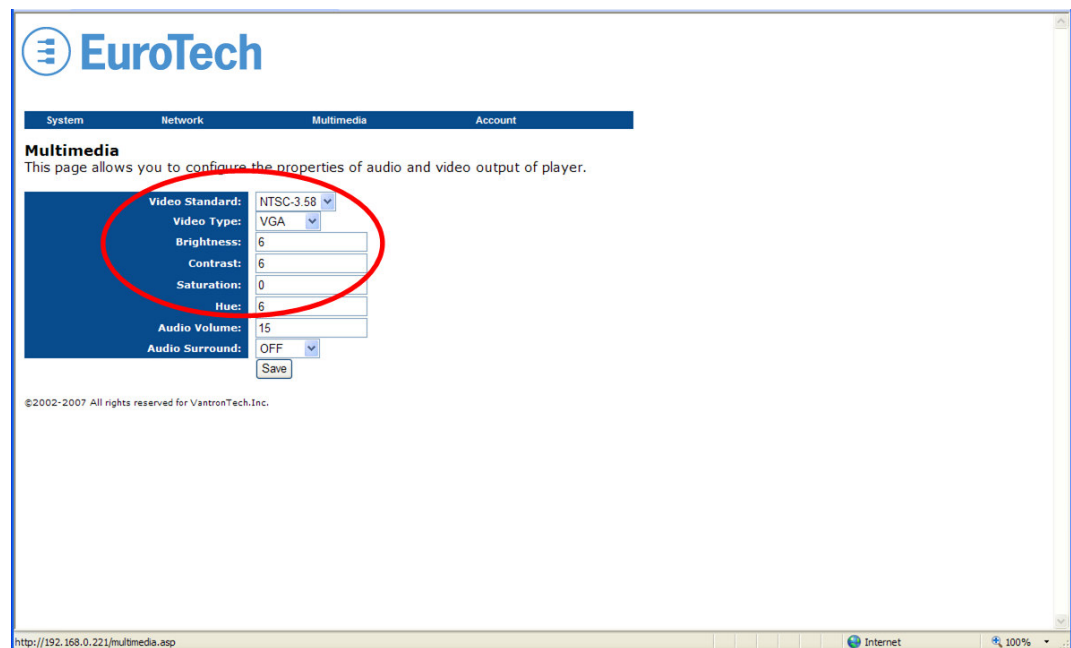 EuroTech
System Network Multimedia Account
Multimedia
This page allows you to configure the properties of audio and video output of player.
Video Standard: NTSC-3.58
Video Type: VGA
Brightness: 6
Contrast: 6
Saturation: 0
Hue: 6
Audio Volume: 15
Audio Surround: OFF
Save
©2002-2007 All rights reserved for VantronTech.Inc.
http://192.168.0.221/multimedia.asp Internet 100%